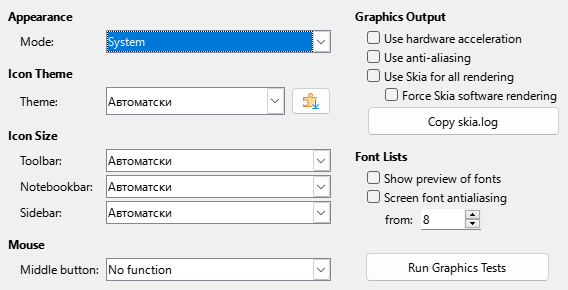 Appearance
Mode: System
Icon Theme
Theme: Автоматски
Icon Size
Toolbar: Автоматски
Notebookbar: Автоматски
Sidebar: Автоматски
Mouse
Middle button: No function
Graphics Output
Use hardware acceleration
Use anti-aliasing
Use Skia for all rendering
Force Skia software rendering
Copy skia.log
Font Lists
Show preview of fonts
Screen font antialiasing
from: 8
Run Graphics Tests